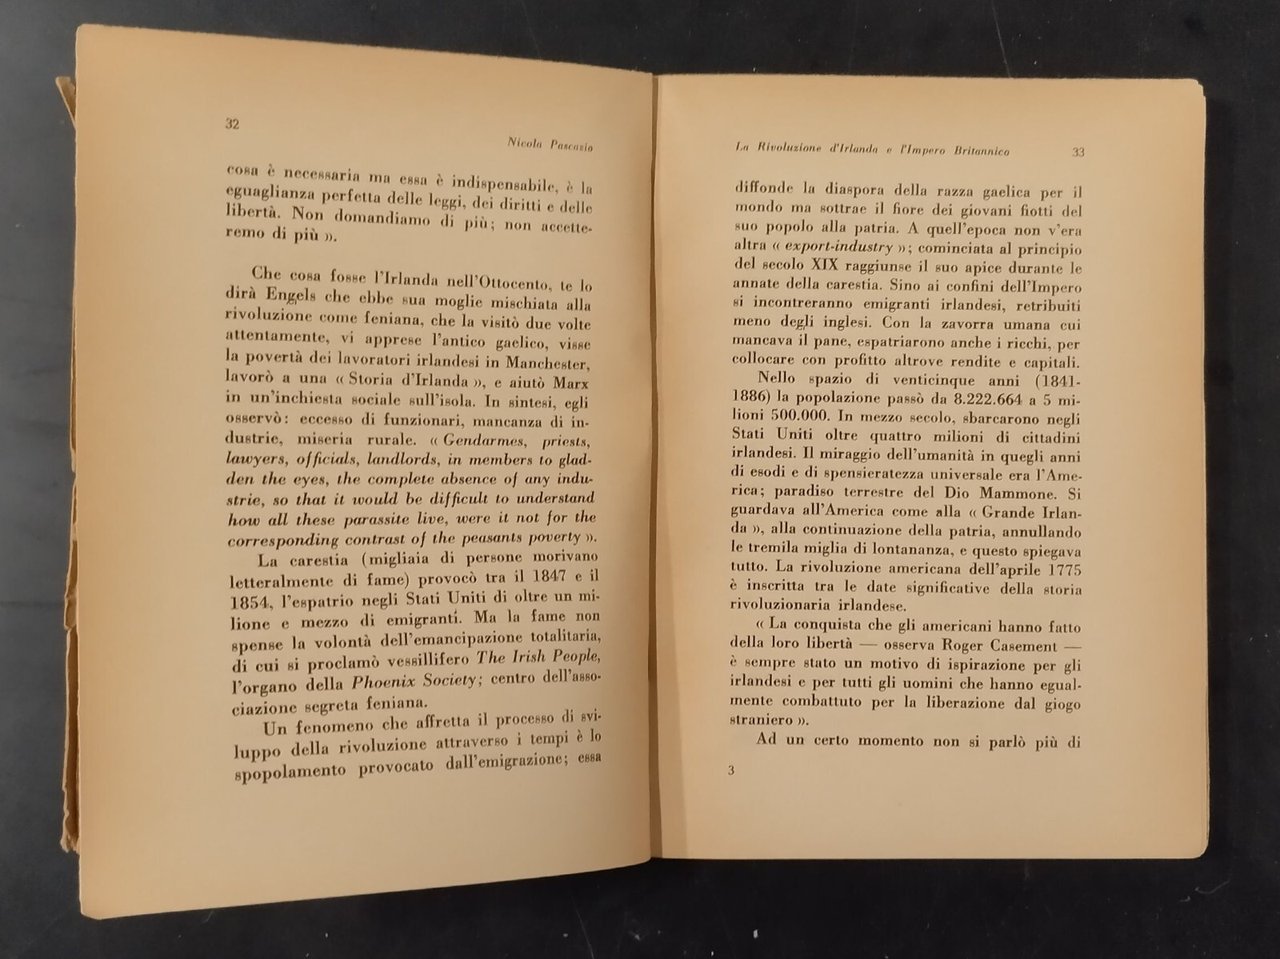 32
Nicola Pascazio
cosa è necessaria ma essa è indispensabile, è la
eguaglianza perfetta delle leggi, dei diritti e delle
libertà. Non domandiamo di più; non accette-
remo di più ».
Che cosa fosse l'Irlanda nell'Ottocento, te lo
dirà Engels che ebbe sua moglie mischiata alla
rivoluzione come feniana, che la visitò due volte
attentamente, vi apprese l'antico gaelico, visse
la povertà dei lavoratori irlandesi in Manchester,
lavorò a una « Storia d'Irlanda », e aiutò Marx
in un'inchiesta sociale sull'isola. In sintesi, egli
osservò: eccesso di funzionari, mancanza di in-
dustrie, miseria rurale. « Gendarmes, priests,
lawyers, officials, landlords, in members to glad-
den the eyes, the complete absence of any indu-
strie, so that it would be difficult to understand
how all these parassite live, were it not for the
corresponding contrast of the peasants poverty ».
La carestia (migliaia di persone morivano
letteralmente di fame) provocò tra il 1847 e il
1854, l'espatrio negli Stati Uniti di oltre un mi-
lione e mezzo di emigranti. Ma la fame non
spense la volontà dell'emancipazione totalitaria,
di cui si proclamò vessillifero The Irish People,
l'organo della Phoenix Society; centro dell'asso-
ciazione segreta feniana.
Un fenomeno che affretta il processo di svi-
luppo della rivoluzione attraverso i tempi è lo
spopolamento provocato dall'emigrazione; essa
La Rivoluzione d'Irlanda e l'Impero Britannico
33
diffonde la diaspora della razza gaelica per il
mondo ma sottrae il fiore dei giovani fiotti del
suo popolo alla patria. A quell'epoca non v'era
altra « export-industry »; cominciata al principio
del secolo XIX raggiunse il suo apice durante le
annate della carestia. Sino ai confini dell'Impero
si incontreranno emigranti irlandesi, retribuiti
meno degli inglesi. Con la zavorra umana cui
mancava il pane, espatriarono anche i ricchi, per
collocare con profitto altrove rendite e capitali.
Nello spazio di venticinque anni (1841-
1886) la popolazione passò da 8.222.664 a 5 mi-
lioni 500.000. In mezzo secolo, sbarcarono negli
Stati Uniti oltre quattro milioni di cittadini
irlandesi. Il miraggio dell'umanità in quegli anni
di esodi e di spensieratezza universale era l'Ame-
rica; paradiso terrestre del Dio Mammone. Si
guardava all'America come alla « Grande Irlan-
da », alla continuazione della patria, annullando
le tremila miglia di lontananza, e questo spiegava
tutto. La rivoluzione americana dell'aprile 1775
è inscritta tra le date significative della storia
rivoluzionaria irlandese.
« La conquista che gli americani hanno fatto
della loro libertà — osserva Roger Casement —
è sempre stato un motivo di ispirazione per gli
irlandesi e per tutti gli uomini che hanno egual-
mente combattuto per la liberazione dal giogo
straniero ».
Ad un certo momento non si parlò più di
3